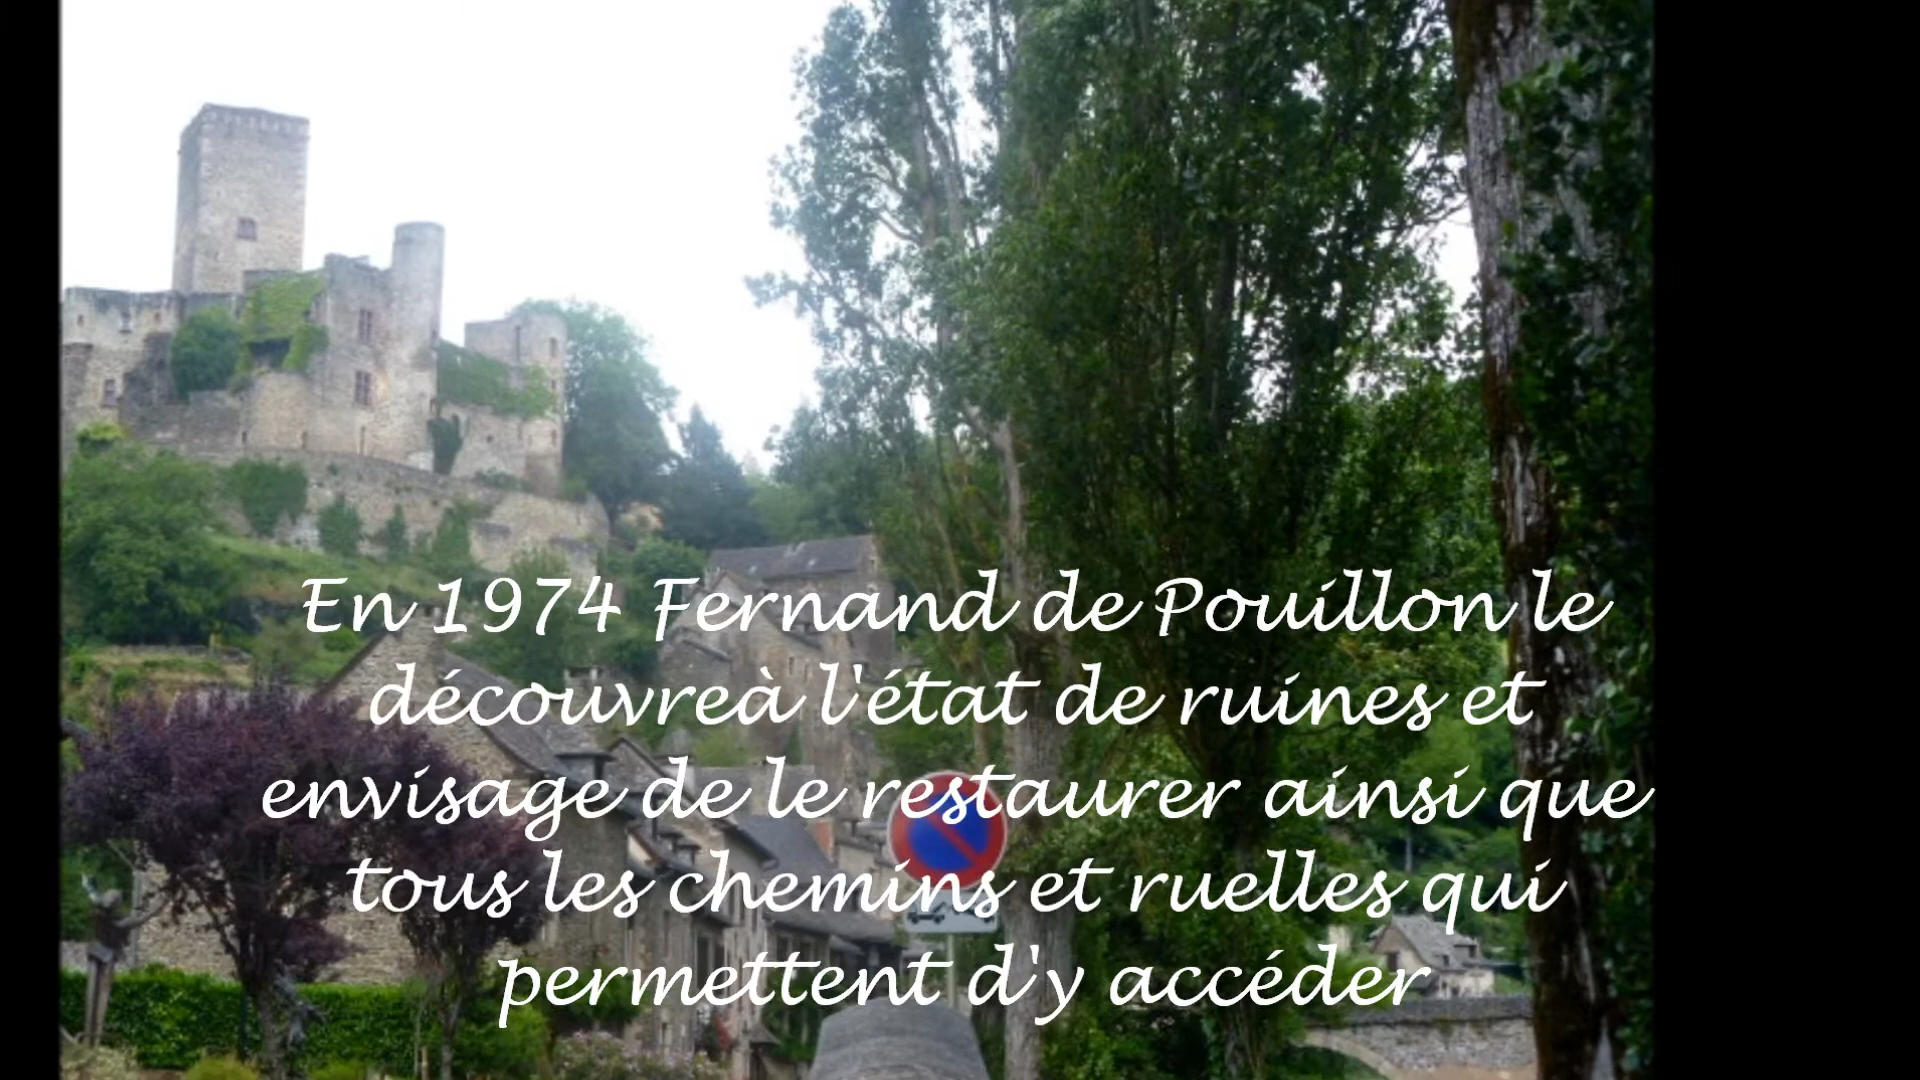 En 1974 Fernand de Pouillon le
découvreà l'état de ruines et
envisage de le restaurer ainsi que
tous les chemins et ruelles qui
permettent d'y accéder